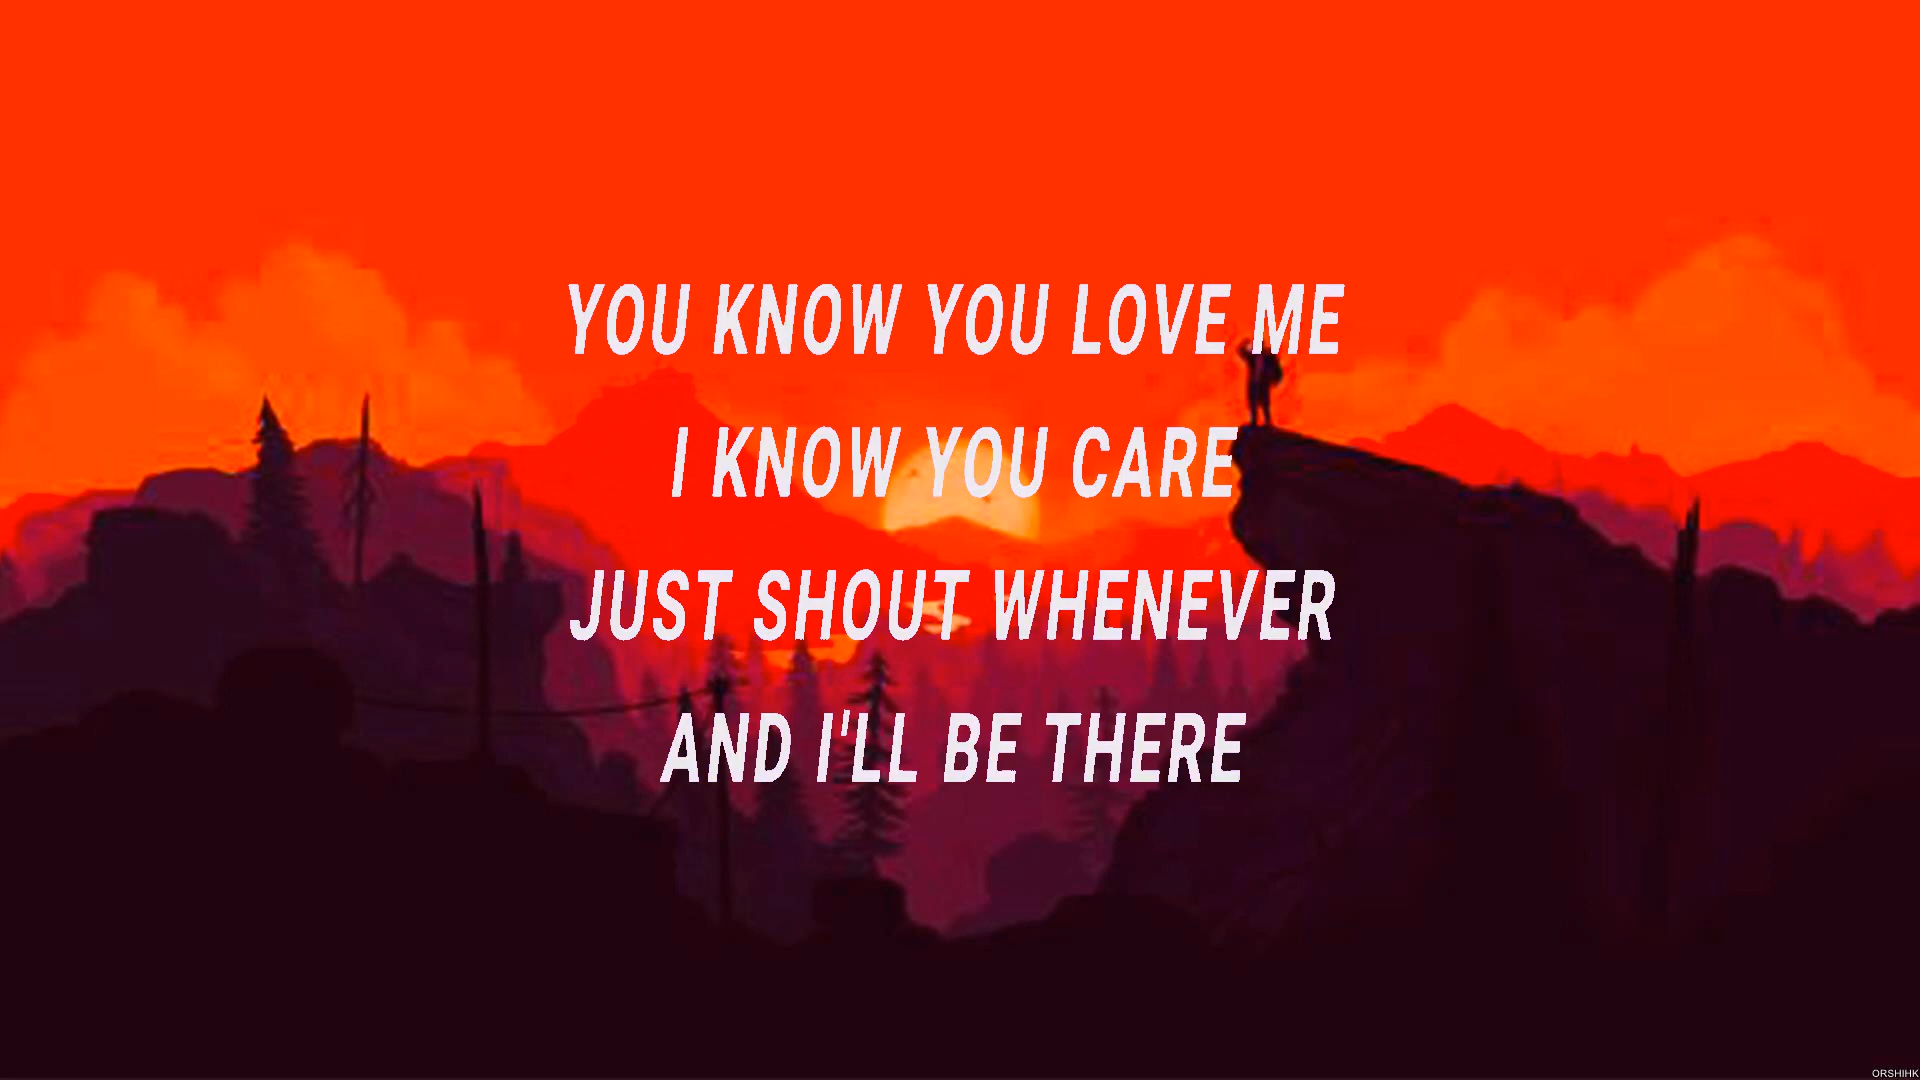 YOU KNOW YOU LOVE ME
I KNOW YOU CARE
JUST SHOUT WHENEVER
AND I'LL BE THERE
ORSHIHK